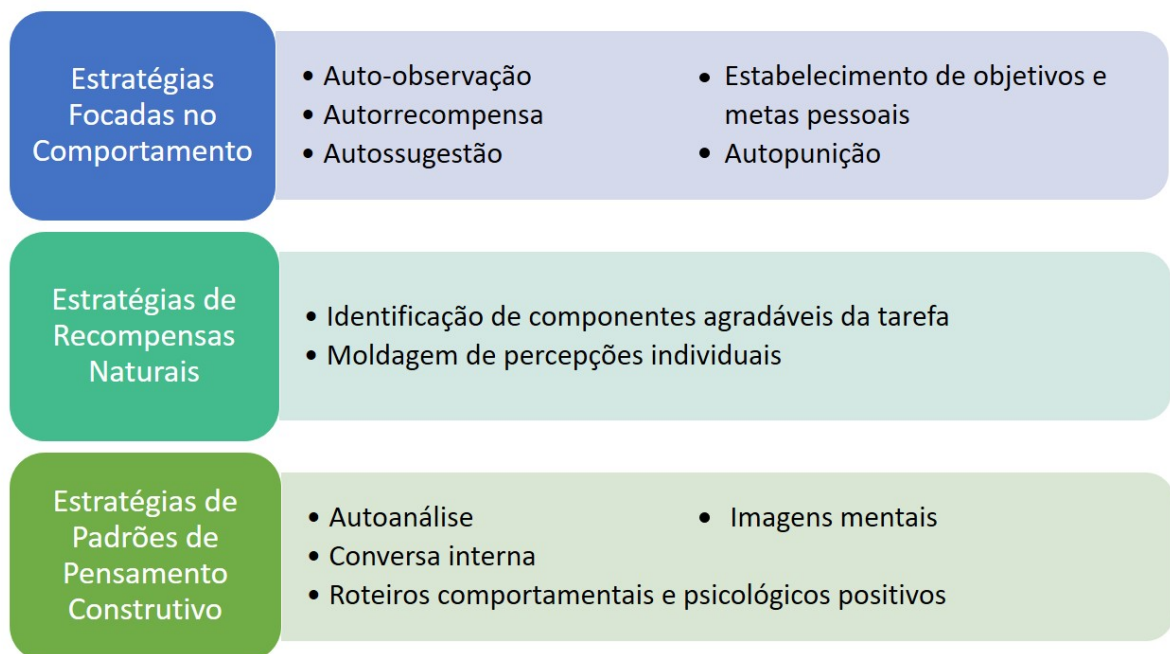 Estratégias
Focadas no
Comportamento
• Auto-observação
• Autorrecompensa
• Autossugestão
• Estabelecimento de objetivos e
metas pessoais
• Autopunição
Estratégias de
Recompensas
Naturais
• Identificação de componentes agradáveis da tarefa
• Moldagem de percepções individuais
Estratégias de
Padrões de
Pensamento
Construtivo
• Autoanálise
• Imagens mentais
• Conversa interna
• Roteiros comportamentais e psicológicos positivos